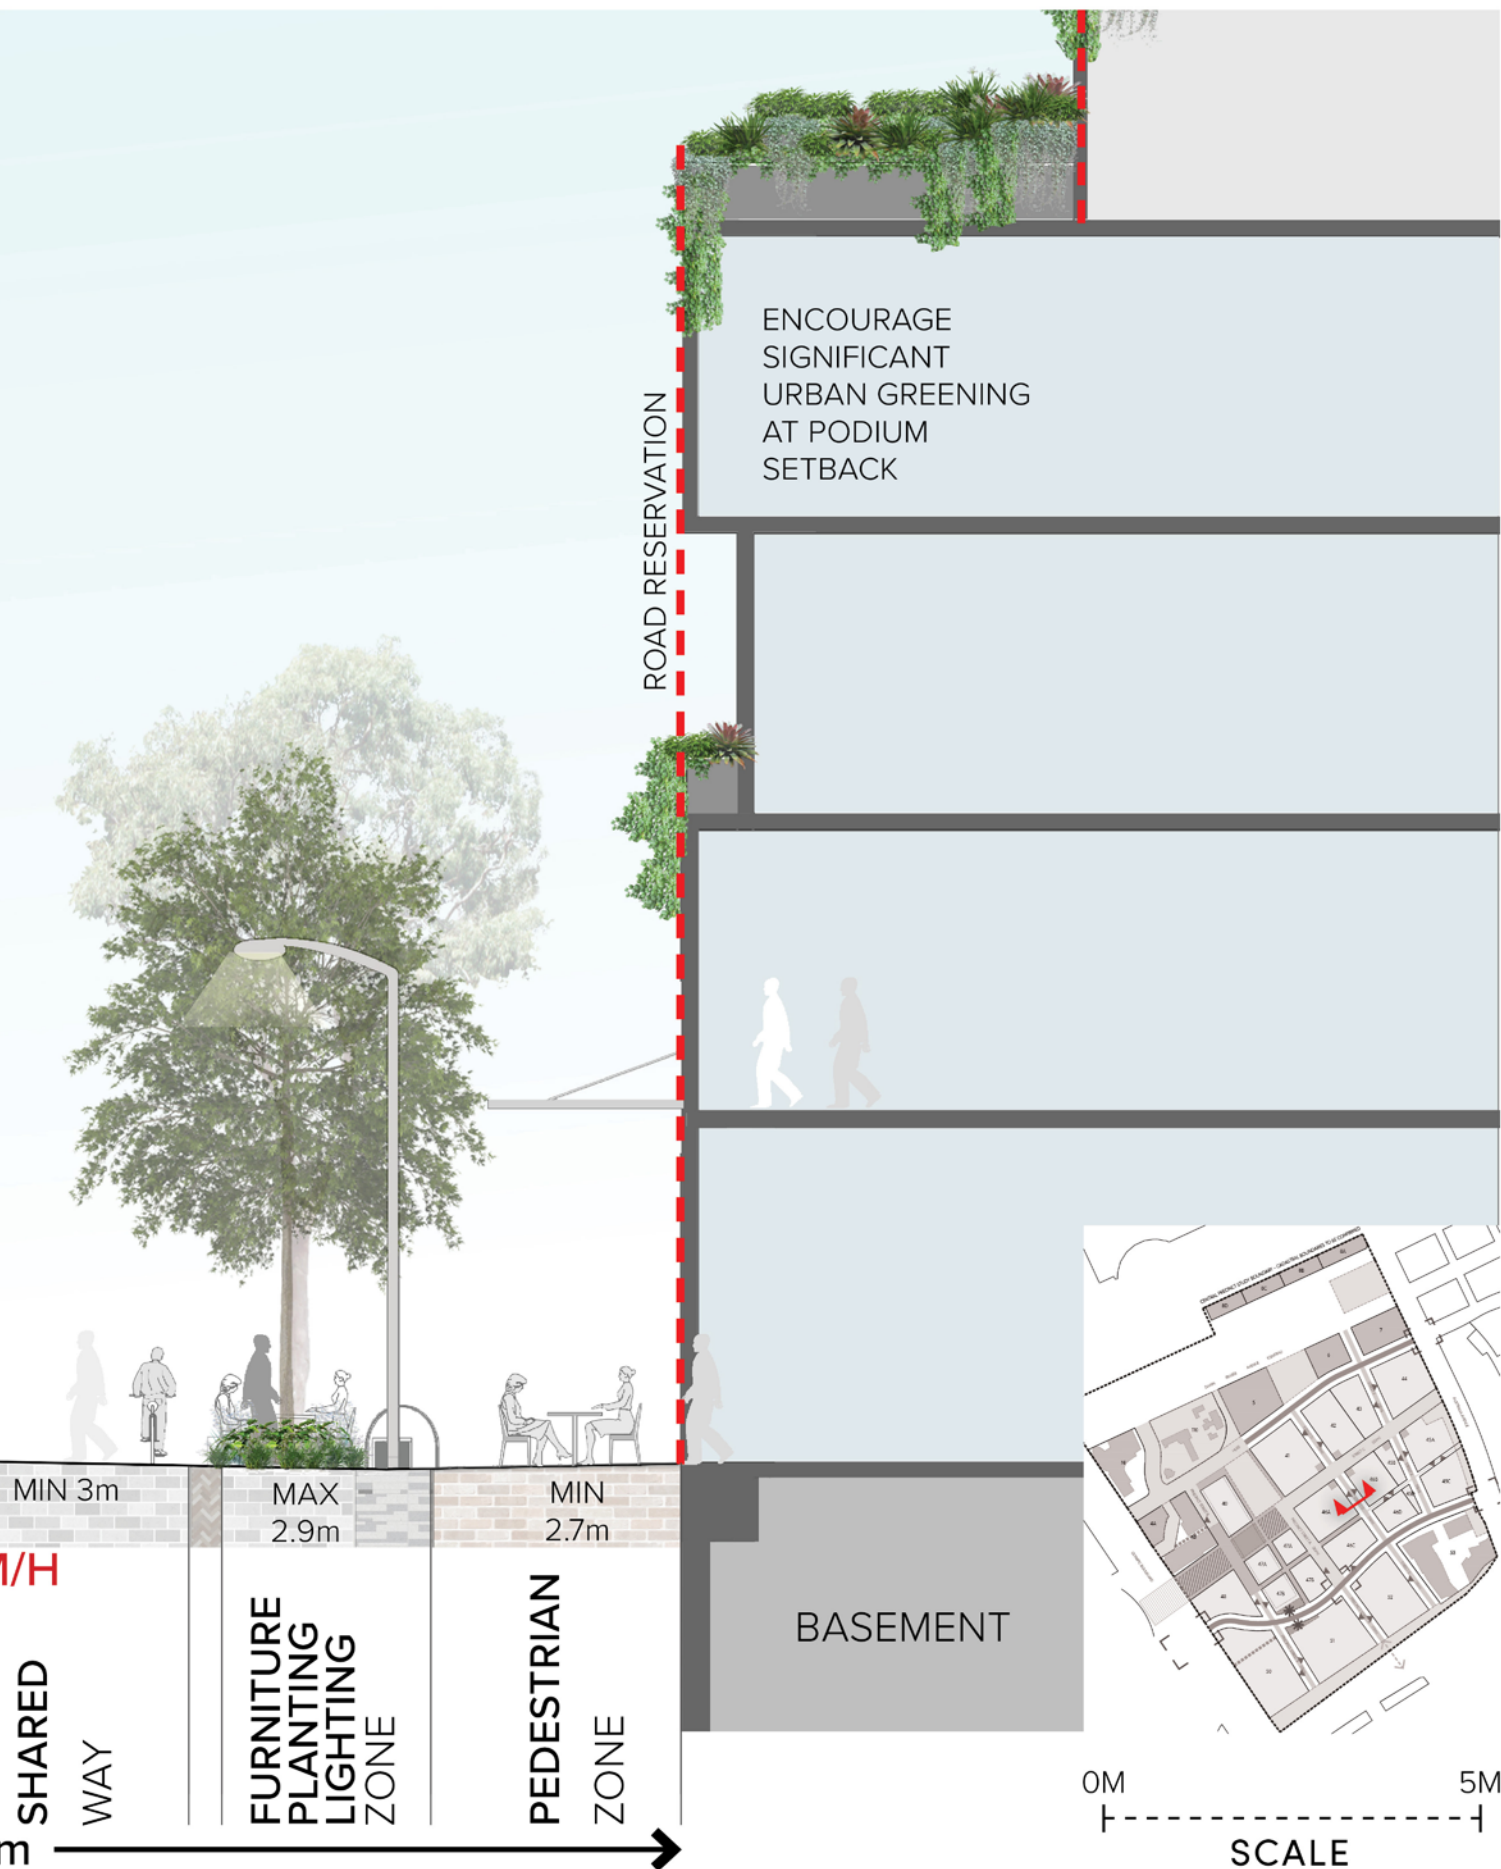 ENCOURAGE
SIGNIFICANT
URBAN GREENING
AT PODIUM
SETBACK
ROAD RESERVATION
MIN 3m
MAX
2.9m
MIN
2.7m
M/H
SHARED
WAY
FURNITURE
PLANTING
LIGHTING
ZONE
PEDESTRIAN
ZONE
BASEMENT
m
0M
5M
SCALE